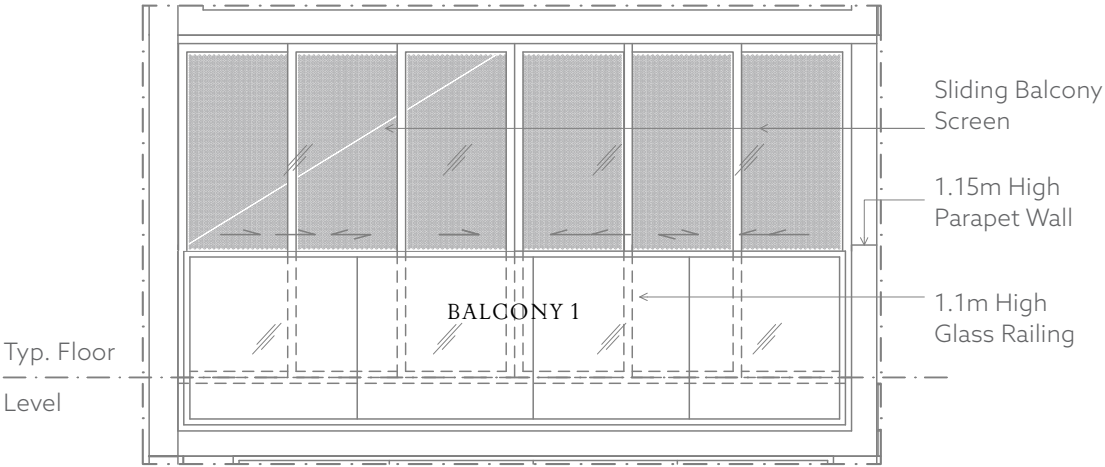 Sliding Balcony
Screen
1.15m High
Parapet Wall
1.1m High
Glass Railing
BALCONY 1
Typ. Floor
Level